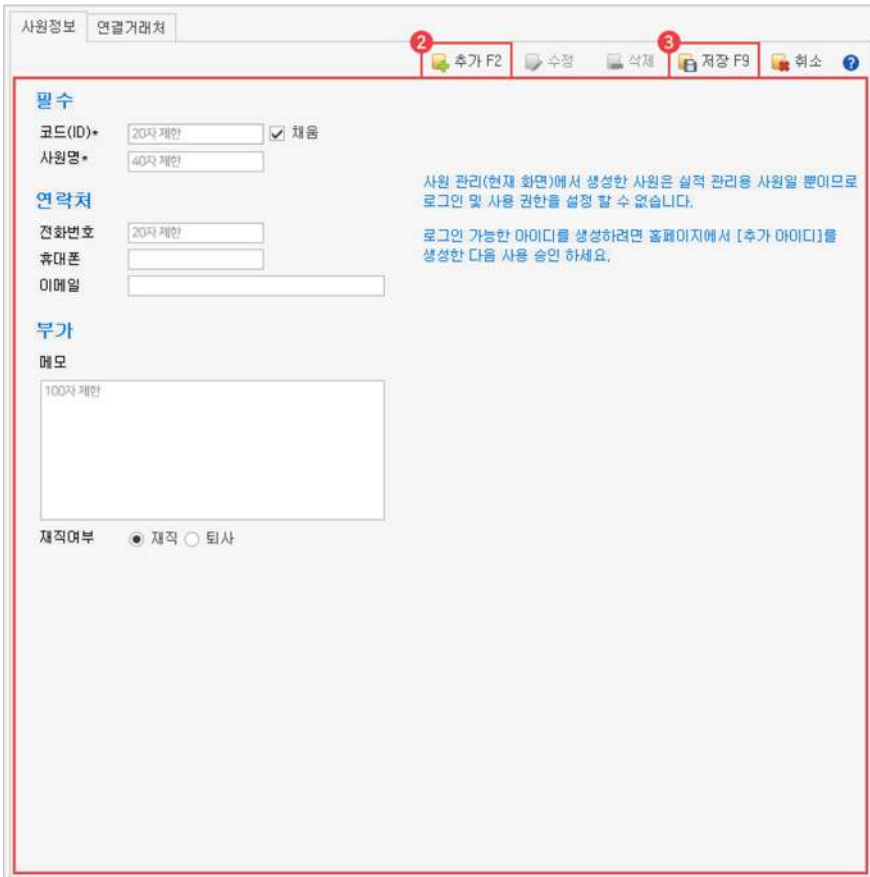 사원정보 연결거래처
2 3
추가 F2 수정 삭제 저장 F9 취소 ?
필수
코드(ID)* 20자 제한 채움
사원명* 40자 제한
사원 관리(현재 화면)에서 생성한 사원은 실적 관리용 사원일 뿐이므로
로그인 및 사용 권한을 설정 할 수 없습니다.
로그인 가능한 아이디를 생성하려면 홈페이지에서 [추가 아이디]를
생성한 다음 사용 승인 하세요.
연락처
전화번호 20자 제한
휴대폰
이메일
부가
메모
100자 제한
재직여부 재직 퇴사